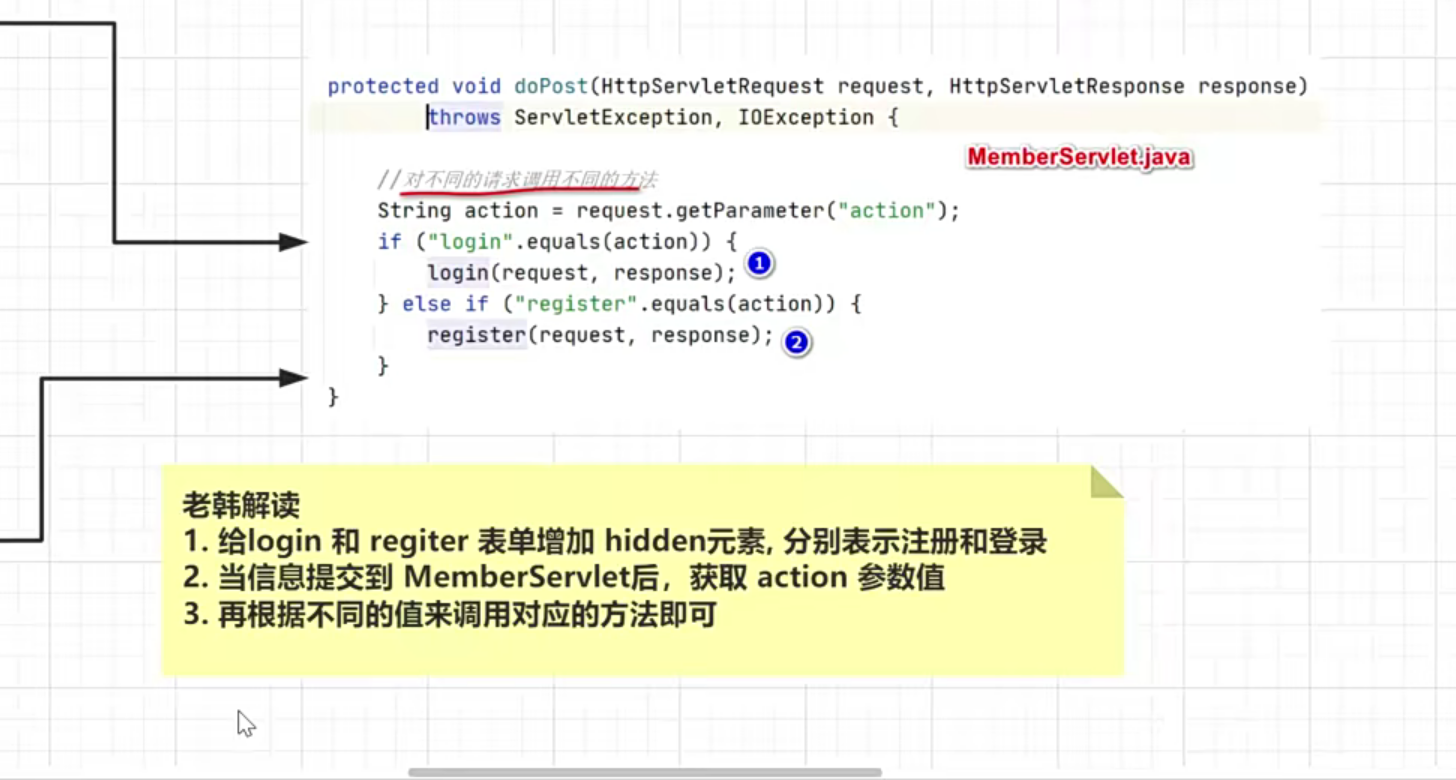 protected void doPost(HttpServletRequest request, HttpServletResponse response)
throws ServletException, IOException {
MemberServlet.java
//对不同的请求调用不同的方法
String action = request.getParameter("action");
if ("login".equals(action)) {
login(request, response); 1
} else if ("register".equals(action)) {
register(request, response); 2
}
}
老韩解读
1. 给login 和 regiter 表单增加 hidden元素, 分别表示注册和登录
2. 当信息提交到 MemberServlet后，获取 action 参数值
3. 再根据不同的值来调用对应的方法即可